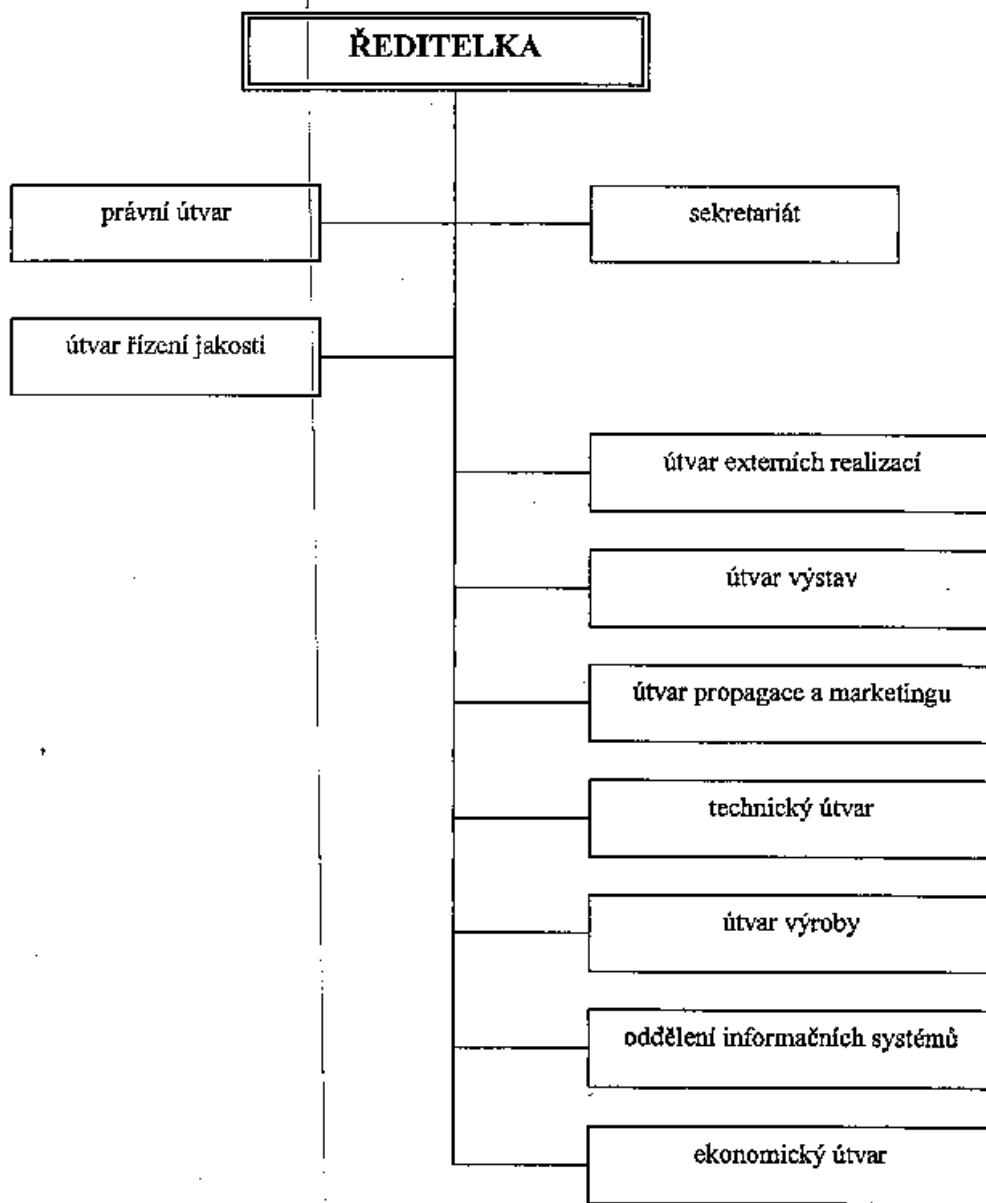 ŘEDITELKA
právní útvar
sekretariát
útvar řízení jakosti
útvar externích realizací
útvar výstav
útvar propagace a marketingu
technický útvar
útvar výroby
oddělení informačních systémů
ekonomický útvar